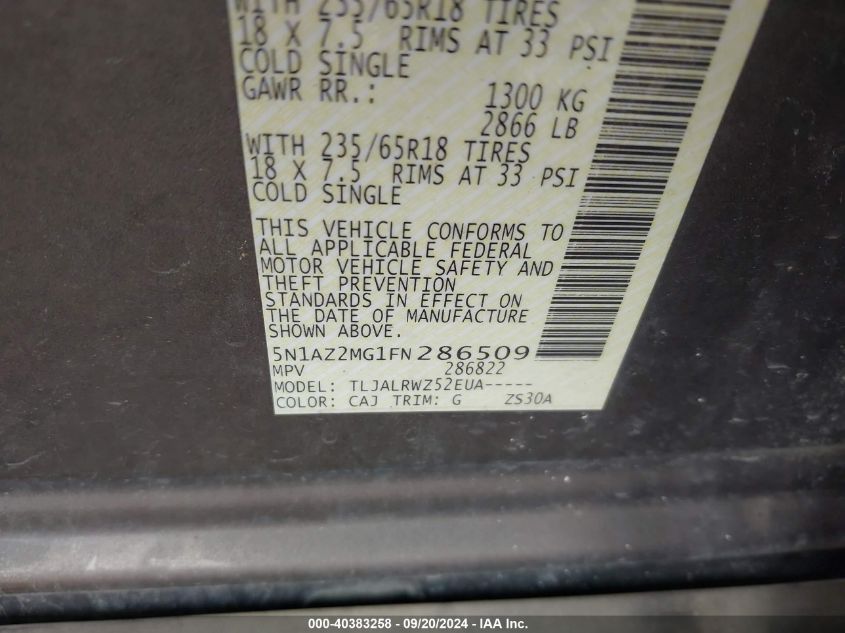 WITH 235/65R18 TIRES
18 X 7.5 RIMS AT 33 PSI
COLD SINGLE
GAWR RR.: 1300 KG
2866 LB
WITH 235/65R18 TIRES
18 X 7.5 RIMS AT 33 PSI
COLD SINGLE
THIS VEHICLE CONFORMS TO
ALL APPLICABLE FEDERAL
MOTOR VEHICLE SAFETY AND
THEFT PREVENTION
STANDARDS IN EFFECT ON
THE DATE OF MANUFACTURE
SHOWN ABOVE.
5N1AZ2MG1FN286509
MPV 286822
MODEL: TLJALRWZ52EUA-----
COLOR: CAJ TRIM: G ZS30A
000-40383258 - 09/20/2024 - IAA Inc.